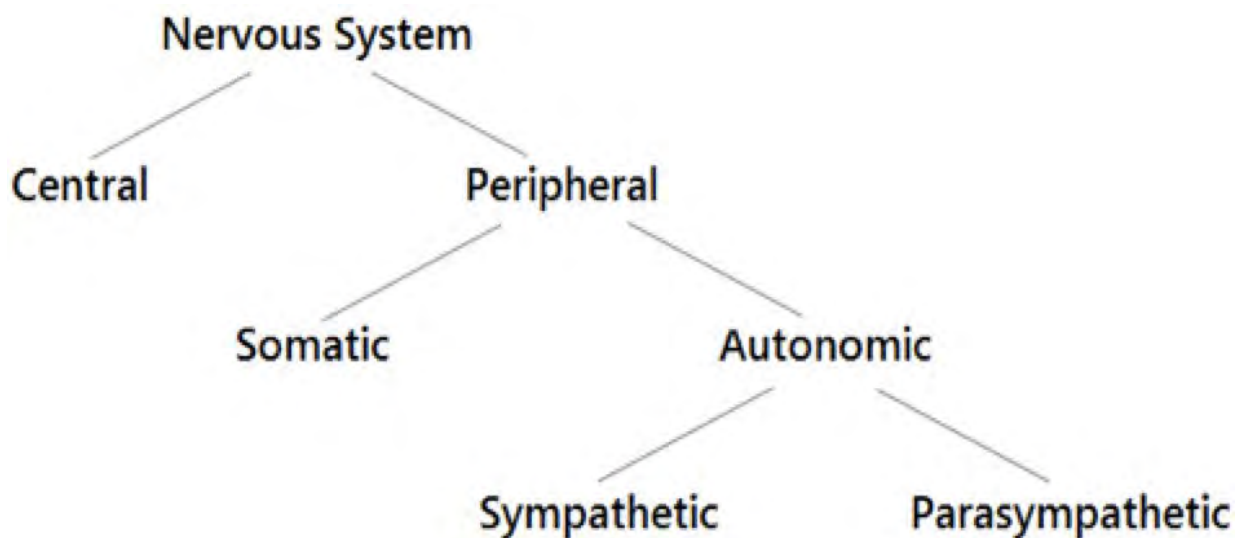 Nervous System
Central Peripheral
Somatic Autonomic
Sympathetic Parasympathetic